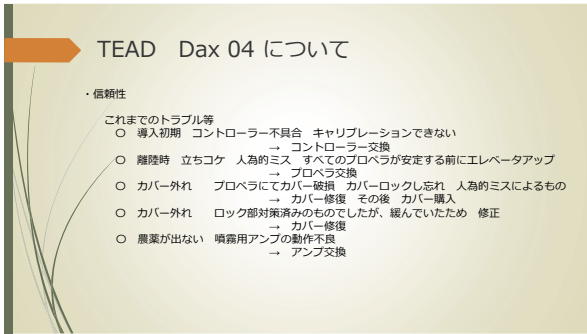 TEAD　Dax 04 について
・信頼性
これまでのトラブル等
〇　導入初期　コントローラー不具合　キャリブレーションできない
→　コントローラー交換
〇　離陸時　立ちコケ　人為的ミス　すべてのプロペラが安定する前にエレベータアップ
→　プロペラ交換
〇　カバー外れ　　プロペラにてカバー破損　カバーロックし忘れ　人為的ミスによるもの
→　カバー修復　その後　カバー購入
〇　カバー外れ　　ロック部対策済みのものでしたが、緩んでいたため　修正
→　カバー修復
〇　農薬が出ない　噴霧用アンプの動作不良
→　アンプ交換